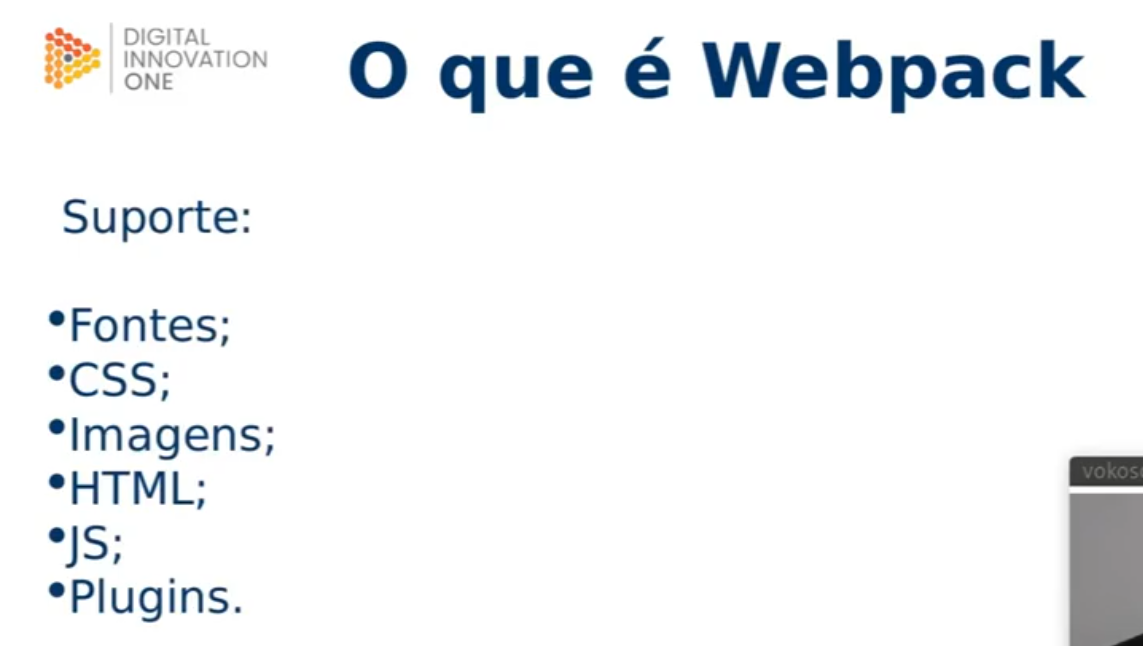 DIGITAL
INNOVATION
ONE
O que é Webpack
Suporte:
•Fontes;
•CSS;
•Imagens;
•HTML;
•JS;
•Plugins.